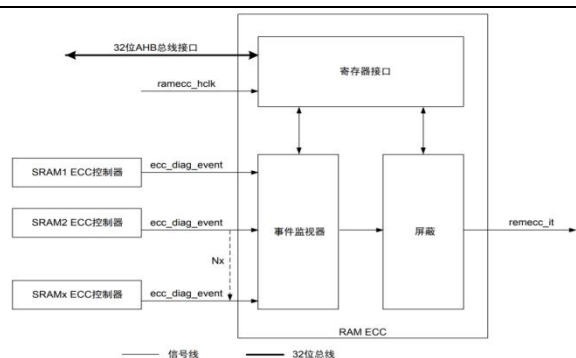 32位AHB总线接口
寄存器接口
ramecc_hclk
SRAM1 ECC控制器
ecc_diag_event
SRAM2 ECC控制器
ecc_diag_event
事件监视器
屏蔽
remecc_it
Nx
SRAMx ECC控制器
ecc_diag_event
RAM ECC
信号线
32位总线